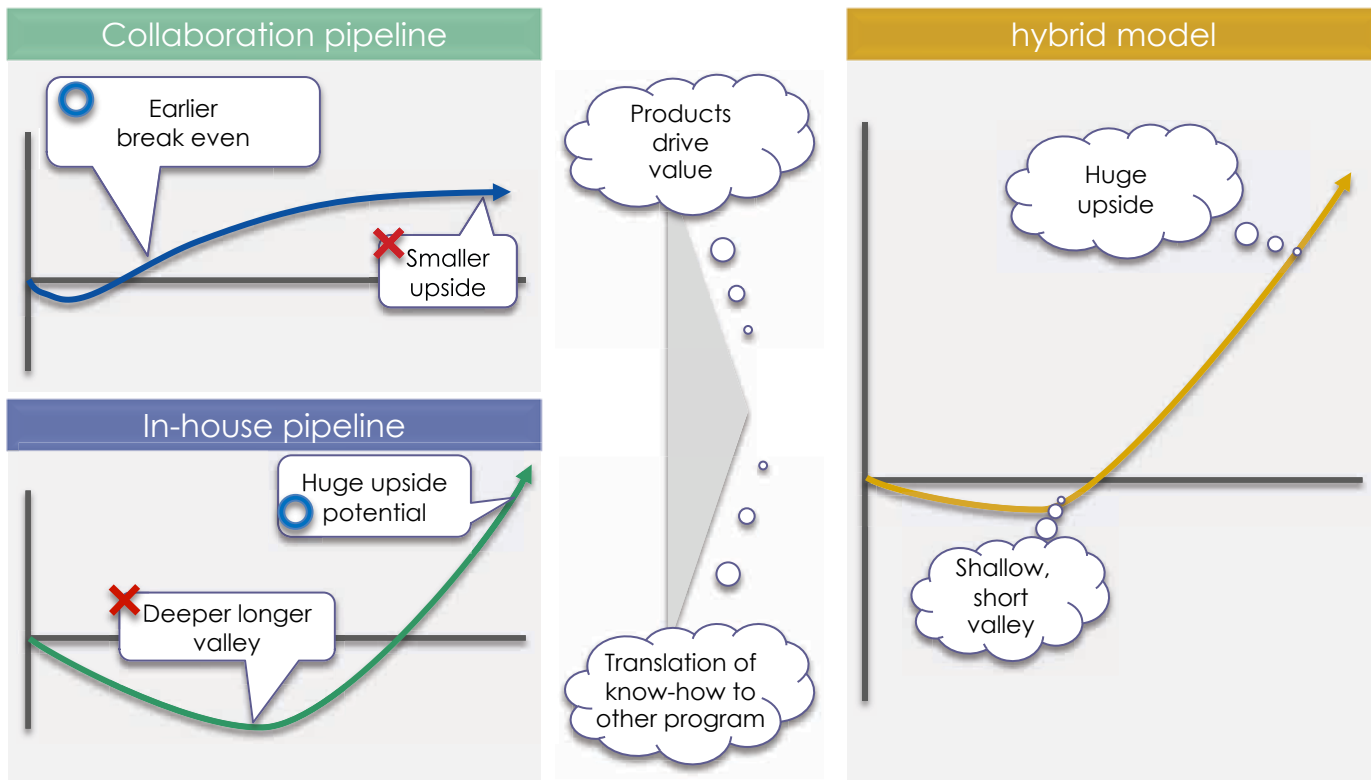 Collaboration pipeline
Earlier
break even
Smaller
upside
In-house pipeline
Huge upside
potential
Deeper longer
valley
Products
drive
value
Translation of
know-how to
other program
hybrid model
Huge
upside
Shallow,
short
valley